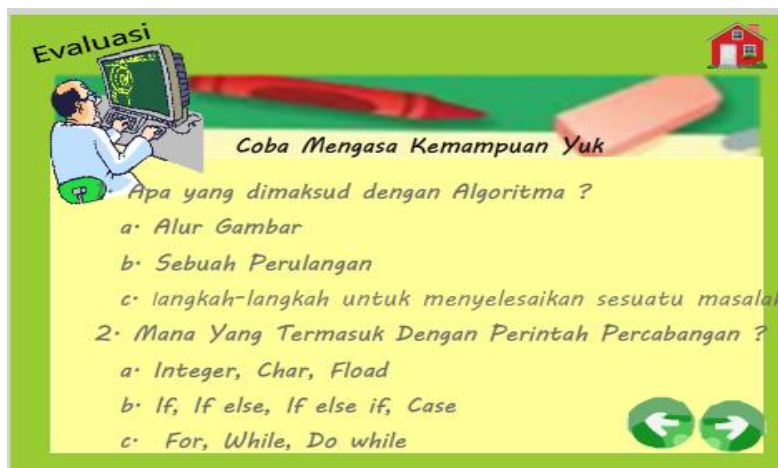 Evaluasi
Coba Mengasa Kemampuan Yuk
Apa yang dimaksud dengan Algoritma ?
a. Alur Gambar
b. Sebuah Perulangan
c. langkah-langkah untuk menyelesaikan sesuatu masalah
2. Mana Yang Termasuk Dengan Perintah Percabangan ?
a. Integer, Char, Fload
b. If, If else, If else if, Case
c. For, While, Do while